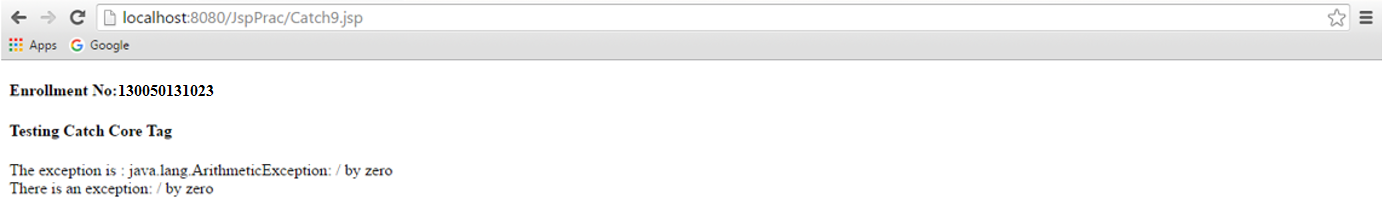 localhost:8080/JspPrac/Catch9.jsp
Apps Google
Enrollment No:130050131023
Testing Catch Core Tag
The exception is : java.lang.ArithmeticException: / by zero
There is an exception: / by zero